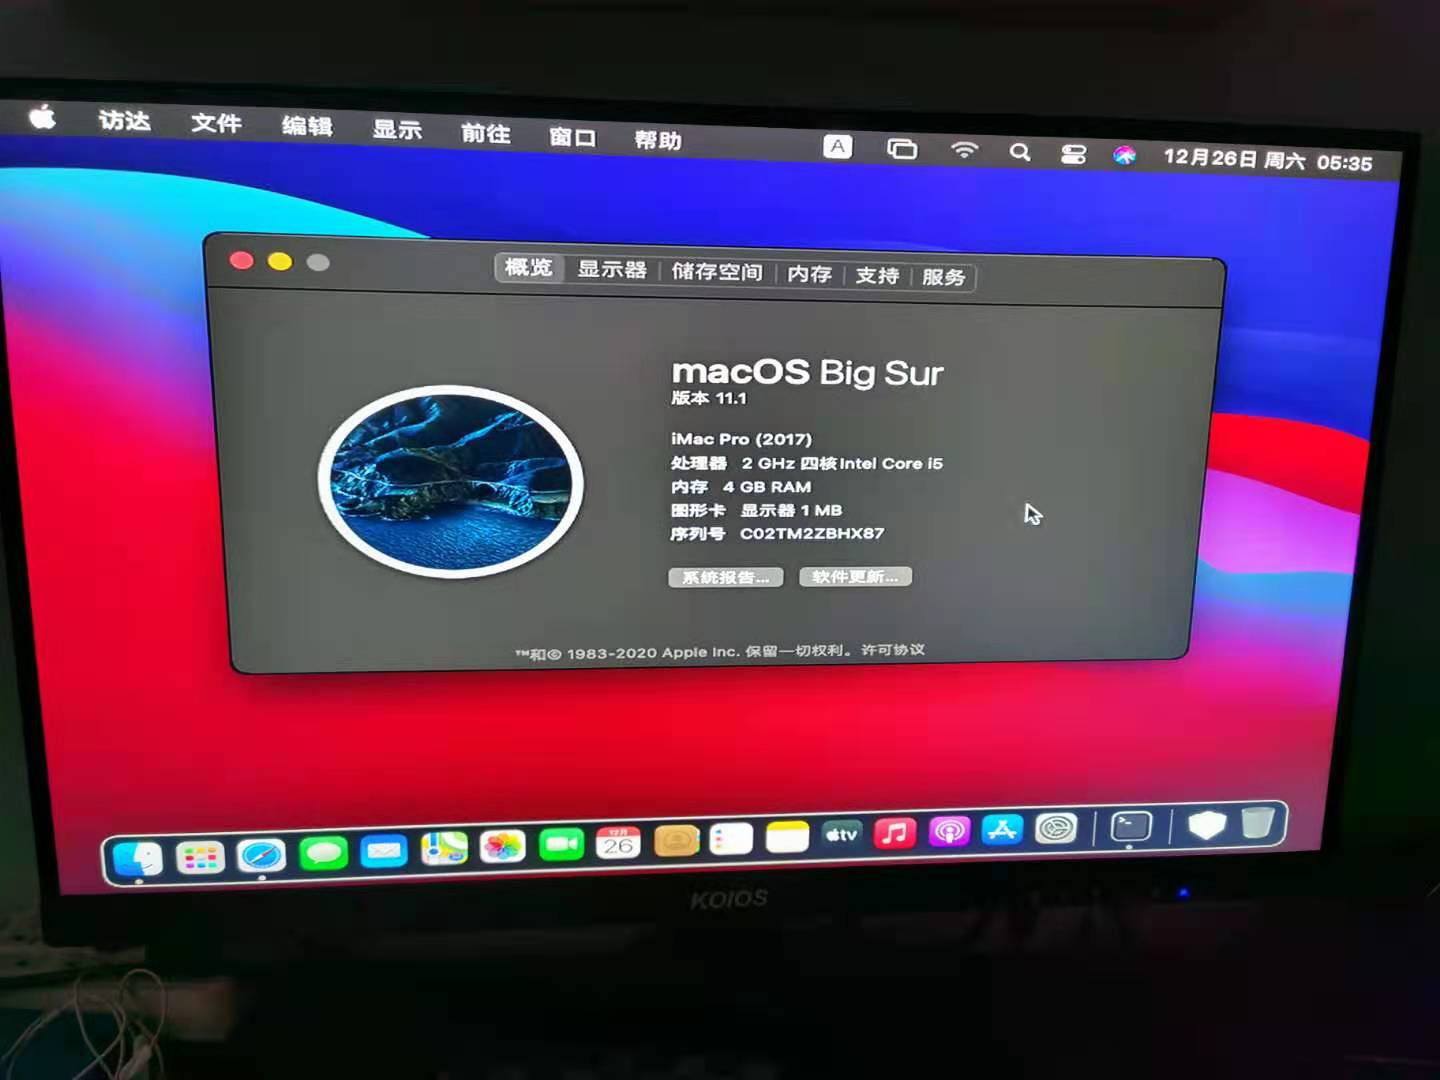 访达 文件 编辑 显示 前往 窗口 帮助 A 12月26日 周六 05:35
概览 显示器 储存空间 内存 支持 服务
macOS Big Sur
版本 11.1
iMac Pro (2017)
处理器 2 GHz 四核Intel Core i5
内存 4 GB RAM
图形卡 显示器 1 MB
序列号 C02TM2ZBHX87
系统报告... 软件更新...
™和© 1983-2020 Apple Inc. 保留一切权利。许可协议
12月
26
tv
KOIOS